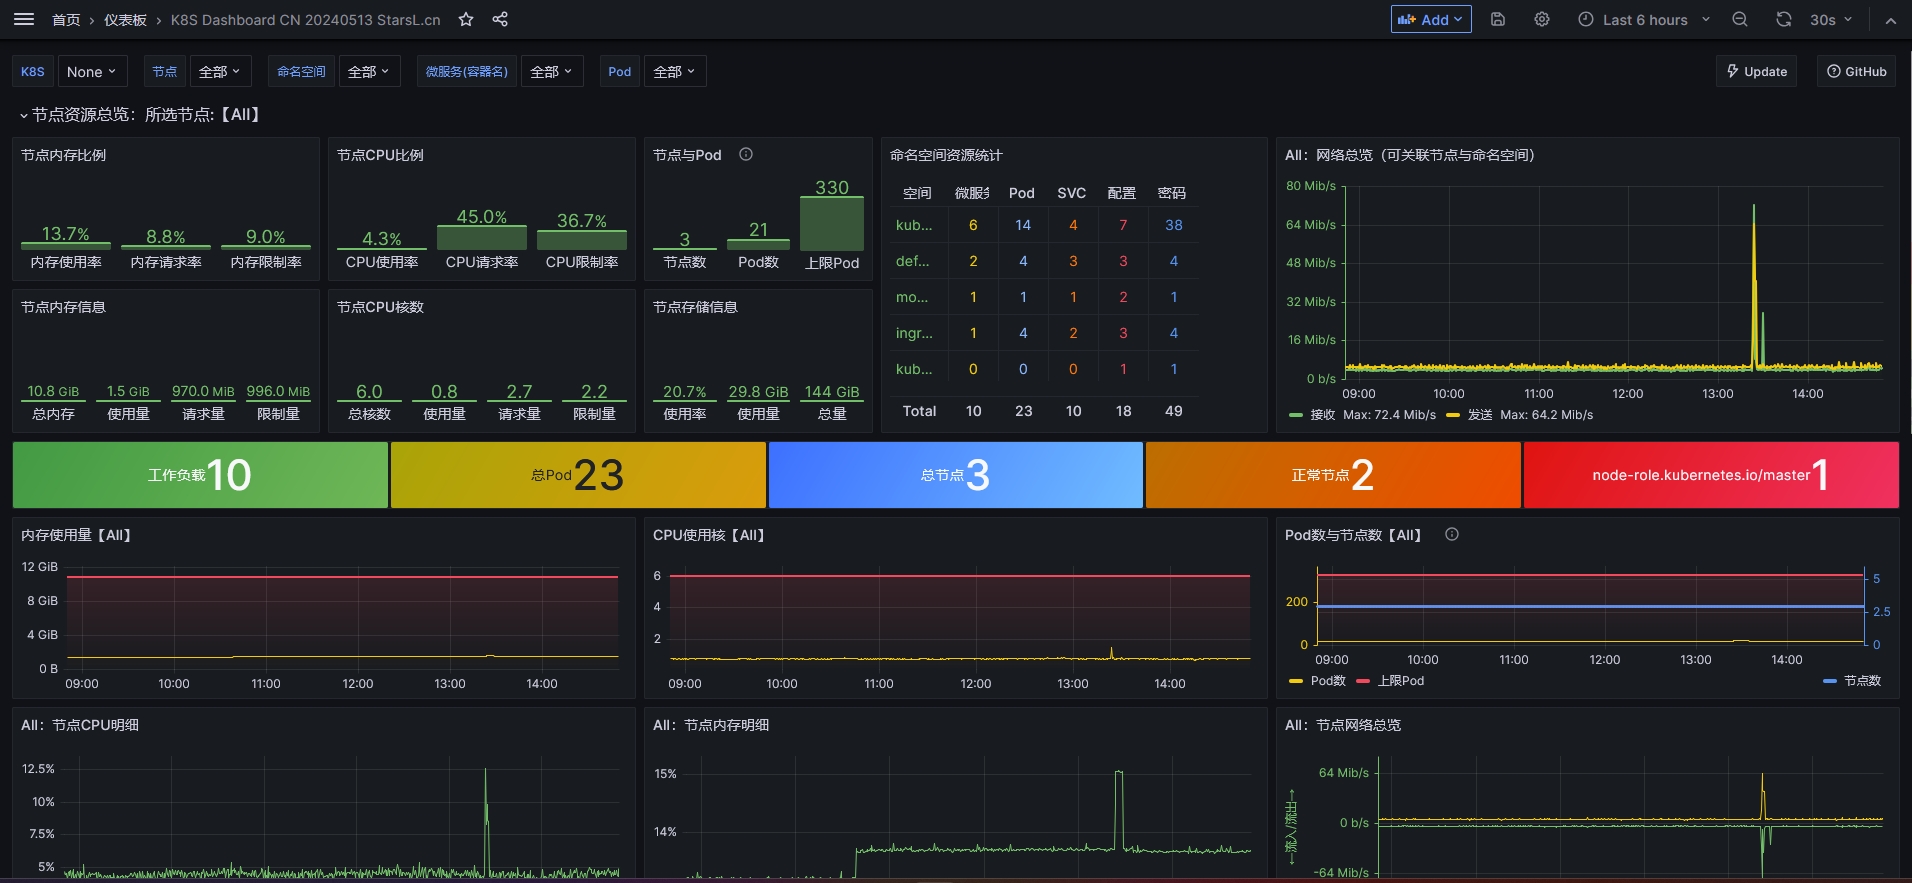 首页 › 仪表板 › K8S Dashboard CN 20240513 StarsL.cn
Add
Last 6 hours
30s
K8S None 节点 全部 命名空间 全部 微服务(容器名) 全部 Pod 全部
Update GitHub
节点资源总览：所选节点:【All】
节点内存比例
13.7% 8.8% 9.0%
内存使用率 内存请求率 内存限制率
节点CPU比例
4.3% 45.0% 36.7%
CPU使用率 CPU请求率 CPU限制率
节点与Pod
3 21 330
节点数 Pod数 上限Pod
节点内存信息
10.8 GiB 1.5 GiB 970.0 MiB 996.0 MiB
总内存 使用量 请求量 限制量
节点CPU核数
6.0 0.8 2.7 2.2
总核数 使用量 请求量 限制量
节点存储信息
20.7% 29.8 GiB 144 GiB
使用率 使用量 总量
命名空间资源统计
空间 微服务 Pod SVC 配置 密码
kub... 6 14 4 7 38
def... 2 4 3 3 4
mo... 1 1 1 2 1
ingr... 1 4 2 3 4
kub... 0 0 0 1 1
Total 10 23 10 18 49
All：网络总览（可关联节点与命名空间）
80 Mib/s
64 Mib/s
48 Mib/s
32 Mib/s
16 Mib/s
0 b/s
09:00 10:00 11:00 12:00 13:00 14:00
接收 Max: 72.4 Mib/s 发送 Max: 64.2 Mib/s
工作负载10
总Pod23
总节点3
正常节点2
node-role.kubernetes.io/master1
内存使用量【All】
12 GiB
8 GiB
4 GiB
0 B
09:00 10:00 11:00 12:00 13:00 14:00
CPU使用核【All】
6
4
2
09:00 10:00 11:00 12:00 13:00 14:00
Pod数与节点数【All】
200
0
5
2.5
0
09:00 10:00 11:00 12:00 13:00 14:00
Pod数 上限Pod 节点数
All：节点CPU明细
12.5%
10%
7.5%
5%
All：节点内存明细
15%
14%
All：节点网络总览
64 Mib/s
0 b/s
-64 Mib/s
←流入/流出→